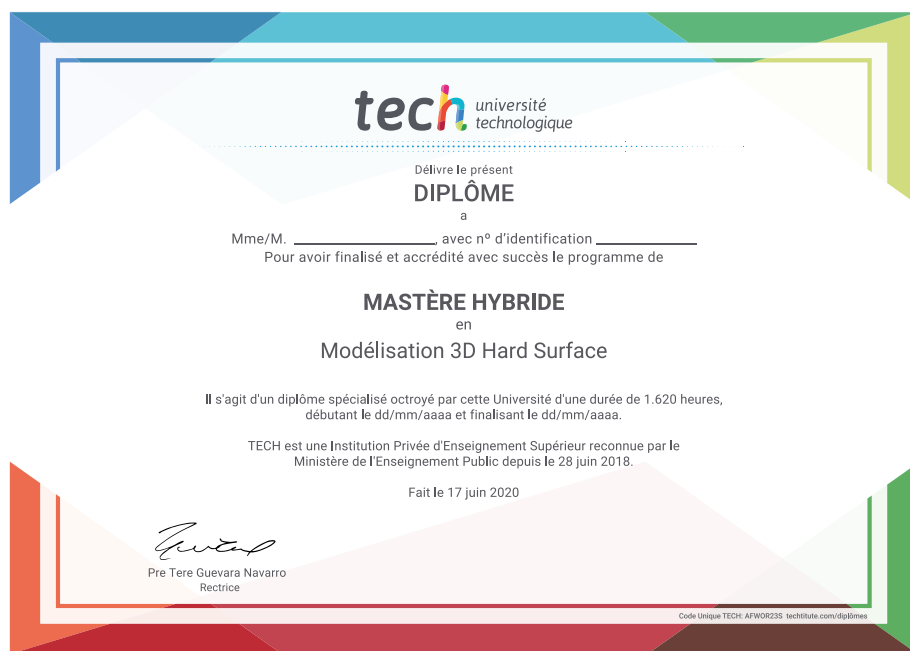 tech université
technologique
Délivre le présent
DIPLÔME
a
Mme/M. ____________________, avec nº d'identification ______________
Pour avoir finalisé et accrédité avec succès le programme de
MASTÈRE HYBRIDE
en
Modélisation 3D Hard Surface
Il s'agit d'un diplôme spécialisé octroyé par cette Université d'une durée de 1.620 heures,
débutant le dd/mm/aaaa et finalisant le dd/mm/aaaa.
TECH est une Institution Privée d'Enseignement Supérieur reconnue par le
Ministère de l'Enseignement Public depuis le 28 juin 2018.
Fait le 17 juin 2020
Pre Tere Guevara Navarro
Rectrice
Code Unique TECH: AFWOR23S techtitute.com/diplômes